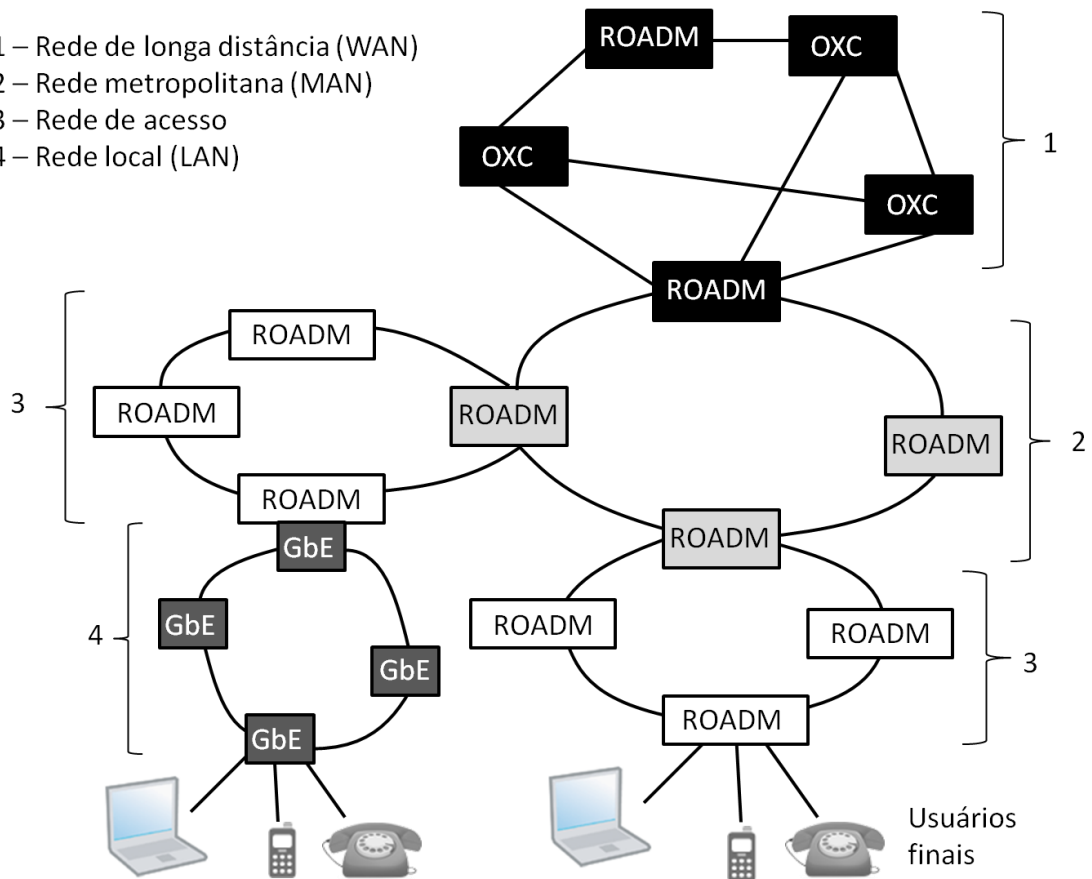 1 – Rede de longa distância (WAN)
2 – Rede metropolitana (MAN)
3 – Rede de acesso
4 – Rede local (LAN)
ROADM
OXC
OXC
OXC
1
ROADM
ROADM
3
ROADM
ROADM
ROADM
2
ROADM
ROADM
GbE
GbE
4
GbE
GbE
ROADM
ROADM
3
ROADM
Usuários
finais